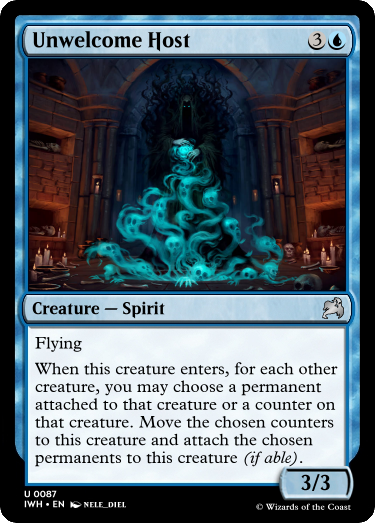 Unwelcome Host 3
Creature — Spirit
Flying
When this creature enters, for each other
creature, you may choose a permanent
attached to that creature or a counter on
that creature. Move the chosen counters
to this creature and attach the chosen
permanents to this creature (if able).
3/3
U 0087
IWH • EN NELE_DIEL
© Wizards of the Coast